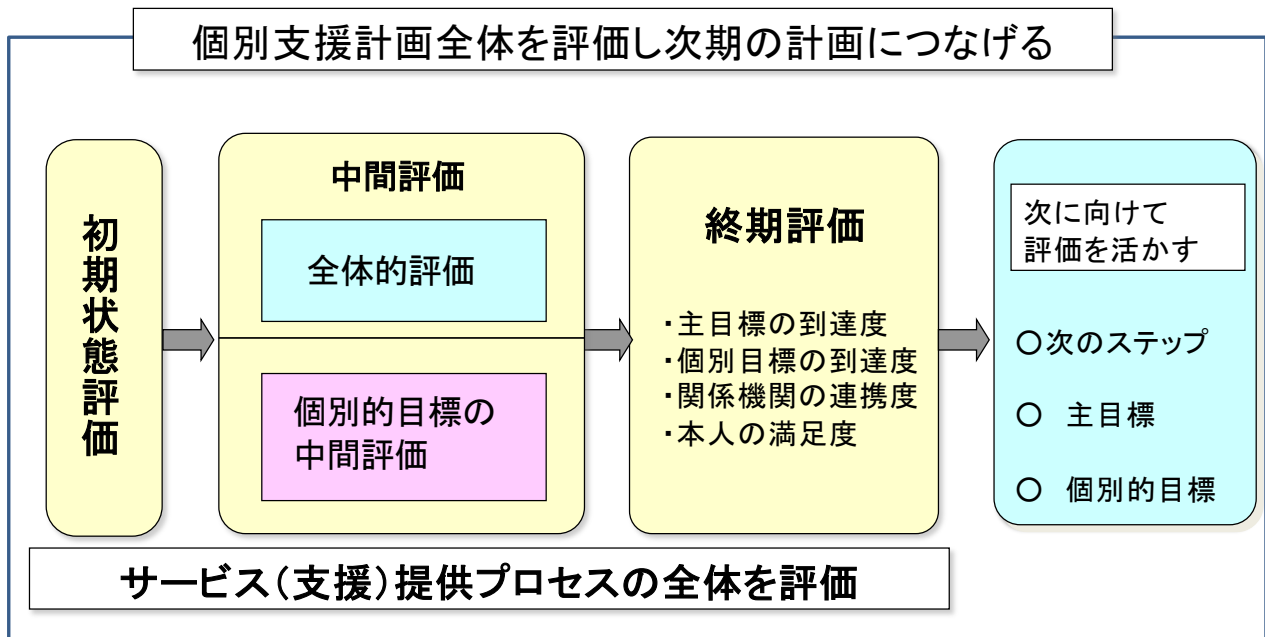 個別支援計画全体を評価し次期の計画につなげる
初期状態評価
中間評価
全体的評価
個別的目標の
中間評価
終期評価
・主目標の到達度
・個別目標の到達度
・関係機関の連携度
・本人の満足度
次に向けて
評価を活かす
○次のステップ
○ 主目標
○ 個別的目標
サービス(支援)提供プロセスの全体を評価